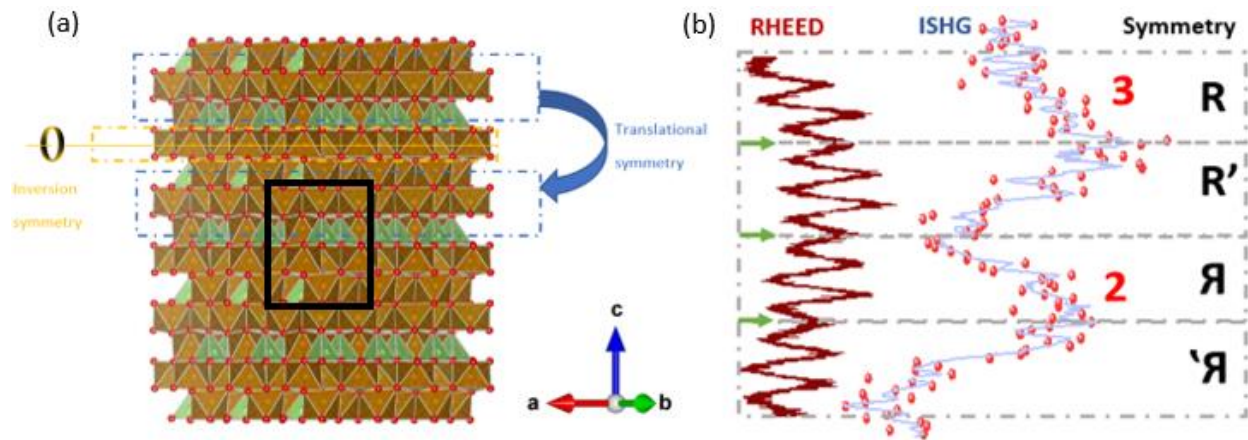 (a)
Translational
symmetry
Inversion
symmetry
c
a
b
(b)
RHEED
ISHG
Symmetry
3
R
R'
2
Я
Я'